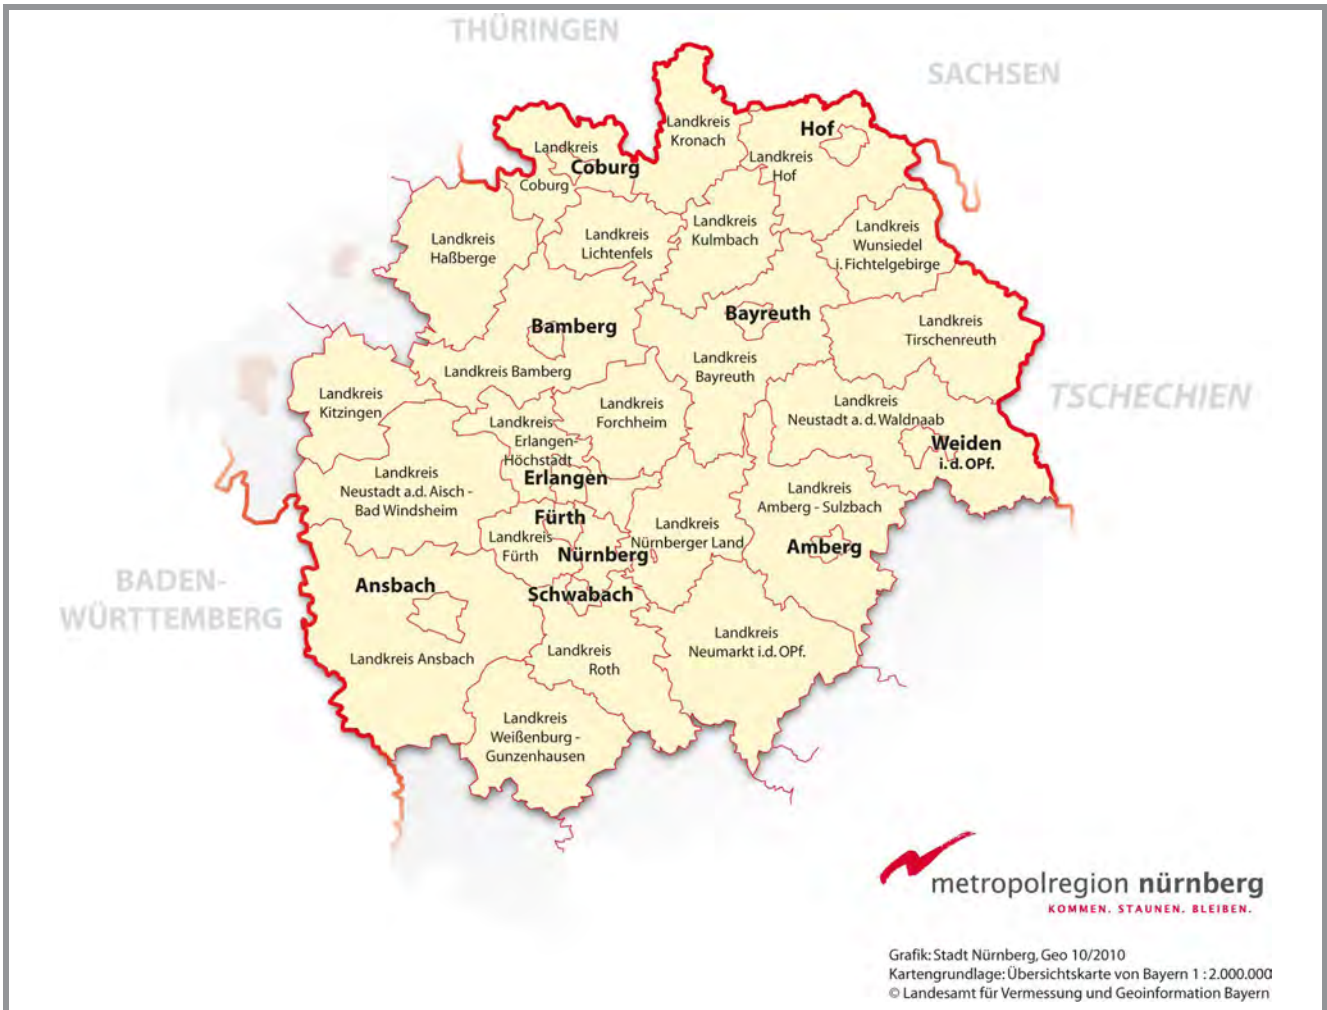 THÜRINGEN
SACHSEN
Landkreis
Kronach
Hof
Landkreis
Hof
Landkreis
Coburg
Coburg
Landkreis
Haßberge
Landkreis
Lichtenfels
Landkreis
Kulmbach
Landkreis
Wunsiedel
i. Fichtelgebirge
Bamberg
Landkreis Bamberg
Bayreuth
Landkreis
Bayreuth
Landkreis
Tirschenreuth
TSCHECHIEN
Landkreis
Kitzingen
Landkreis
Erlangen-
Höchstadt
Landkreis
Forchheim
Landkreis
Neustadt a. d. Waldnaab
Weiden
i. d. OPf.
Landkreis
Neustadt a.d. Aisch -
Bad Windsheim
Erlangen
Fürth
Landkreis
Fürth
Nürnberg
Landkreis
Nürnberger Land
Landkreis
Amberg - Sulzbach
Amberg
BADEN-
WÜRTTEMBERG
Ansbach
Landkreis Ansbach
Schwabach
Landkreis
Roth
Landkreis
Neumarkt i.d. OPf.
Landkreis
Weißenburg -
Gunzenhausen
metropolregion nürnberg
KOMMEN. STAUNEN. BLEIBEN.
Grafik: Stadt Nürnberg, Geo 10/2010
Kartengrundlage: Übersichtskarte von Bayern 1 : 2.000.000
© Landesamt für Vermessung und Geoinformation Bayern